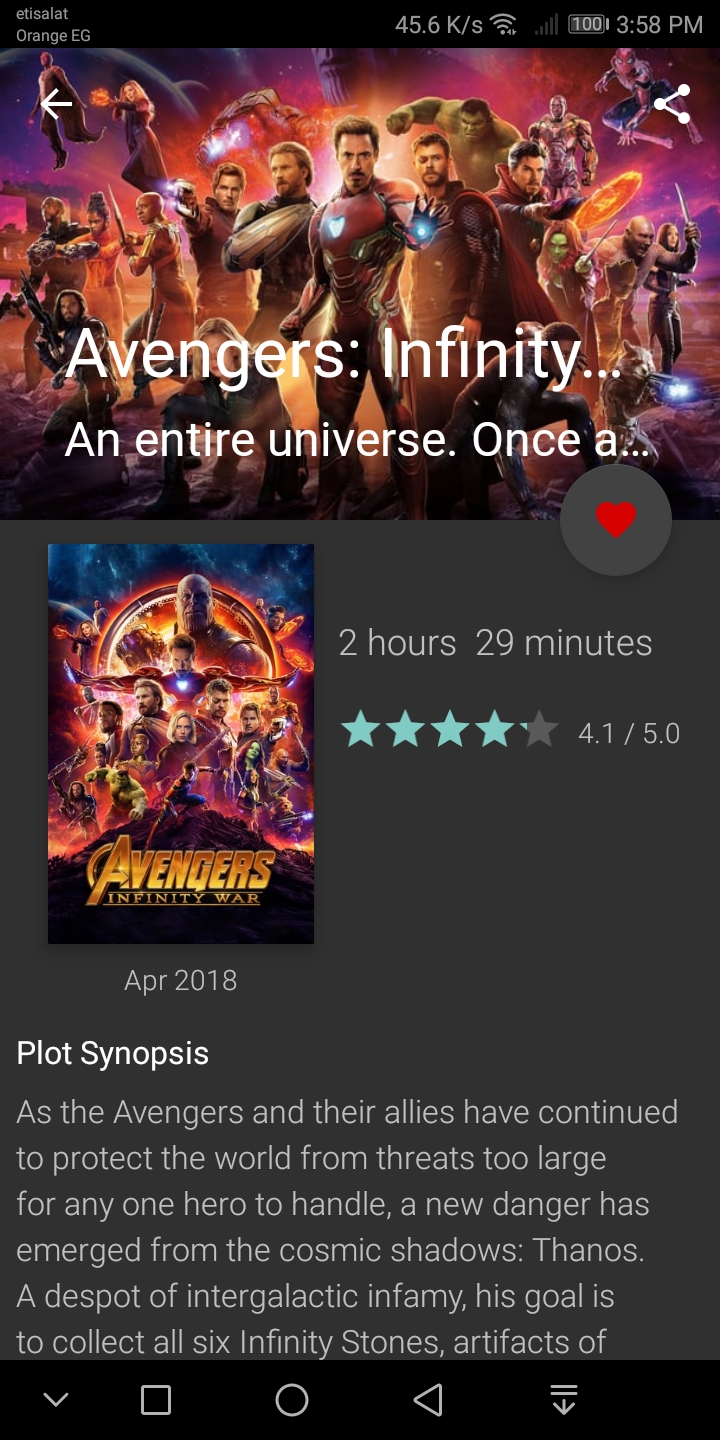 etisalat
Orange EG
45.6 K/s 100 3:58 PM
Avengers: Infinity…
An entire universe. Once a…
2 hours  29 minutes
4.1 / 5.0
AVENGERS
INFINITY WAR
Apr 2018
Plot Synopsis
As the Avengers and their allies have continued
to protect the world from threats too large
for any one hero to handle, a new danger has
emerged from the cosmic shadows: Thanos.
A despot of intergalactic infamy, his goal is
to collect all six Infinity Stones, artifacts of